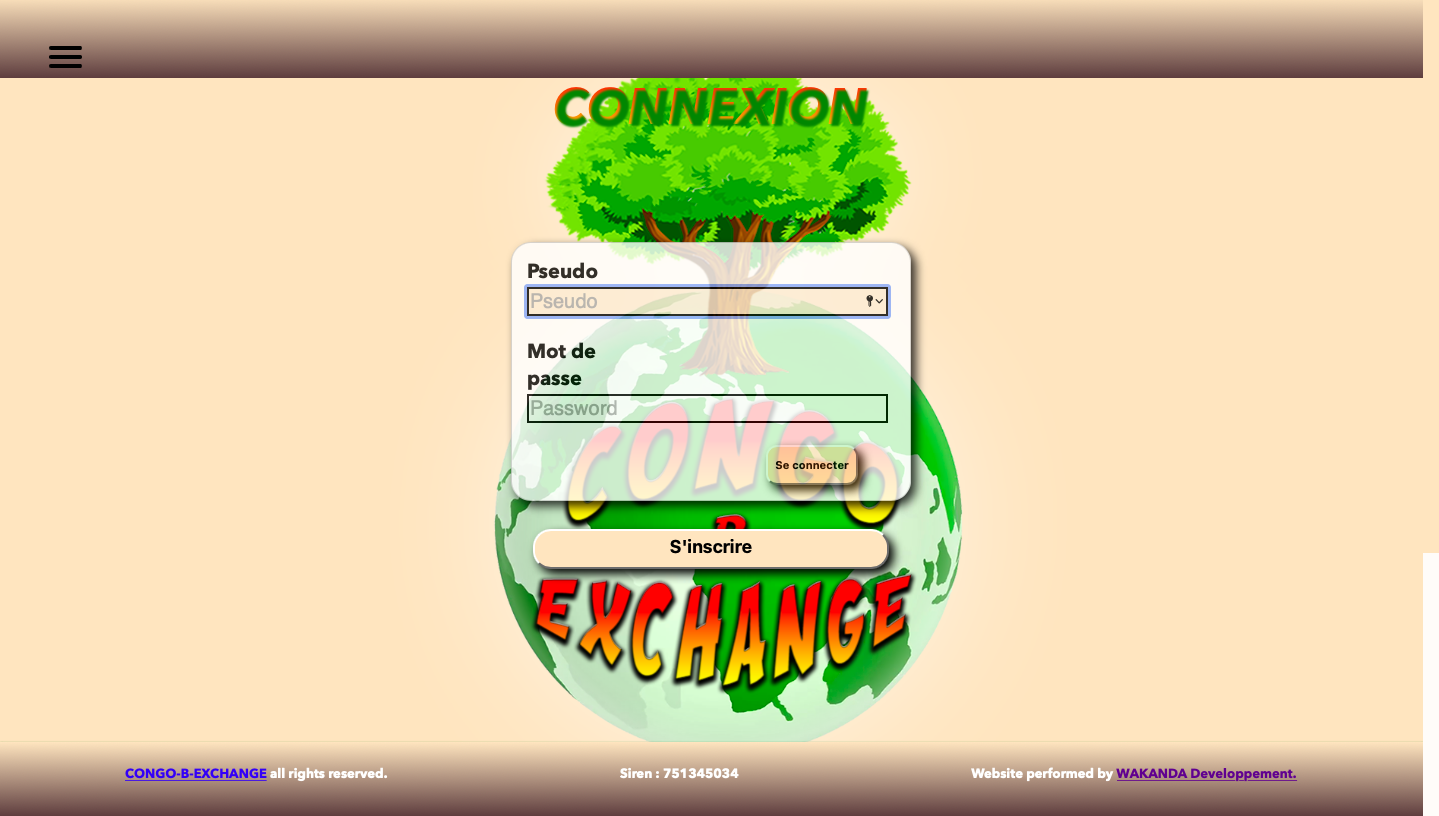 CONNEXION
Pseudo
Pseudo
Mot de
passe
Password
CONGO
Se connecter
B
S'inscrire
EXCHANGE
CONGO-B-EXCHANGE all rights reserved.
Siren : 751345034
Website performed by WAKANDA Developpement.